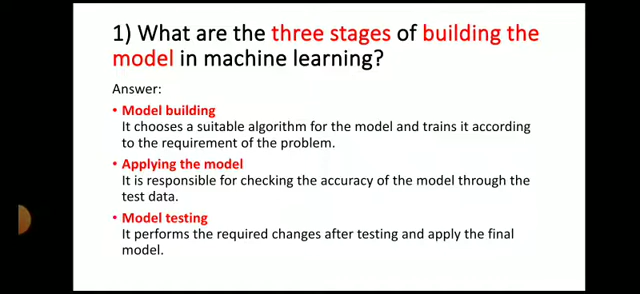 1) What are the three stages of building the
model in machine learning?
Answer:
• Model building
It chooses a suitable algorithm for the model and trains it according
to the requirement of the problem.
• Applying the model
It is responsible for checking the accuracy of the model through the
test data.
• Model testing
It performs the required changes after testing and apply the final
model.